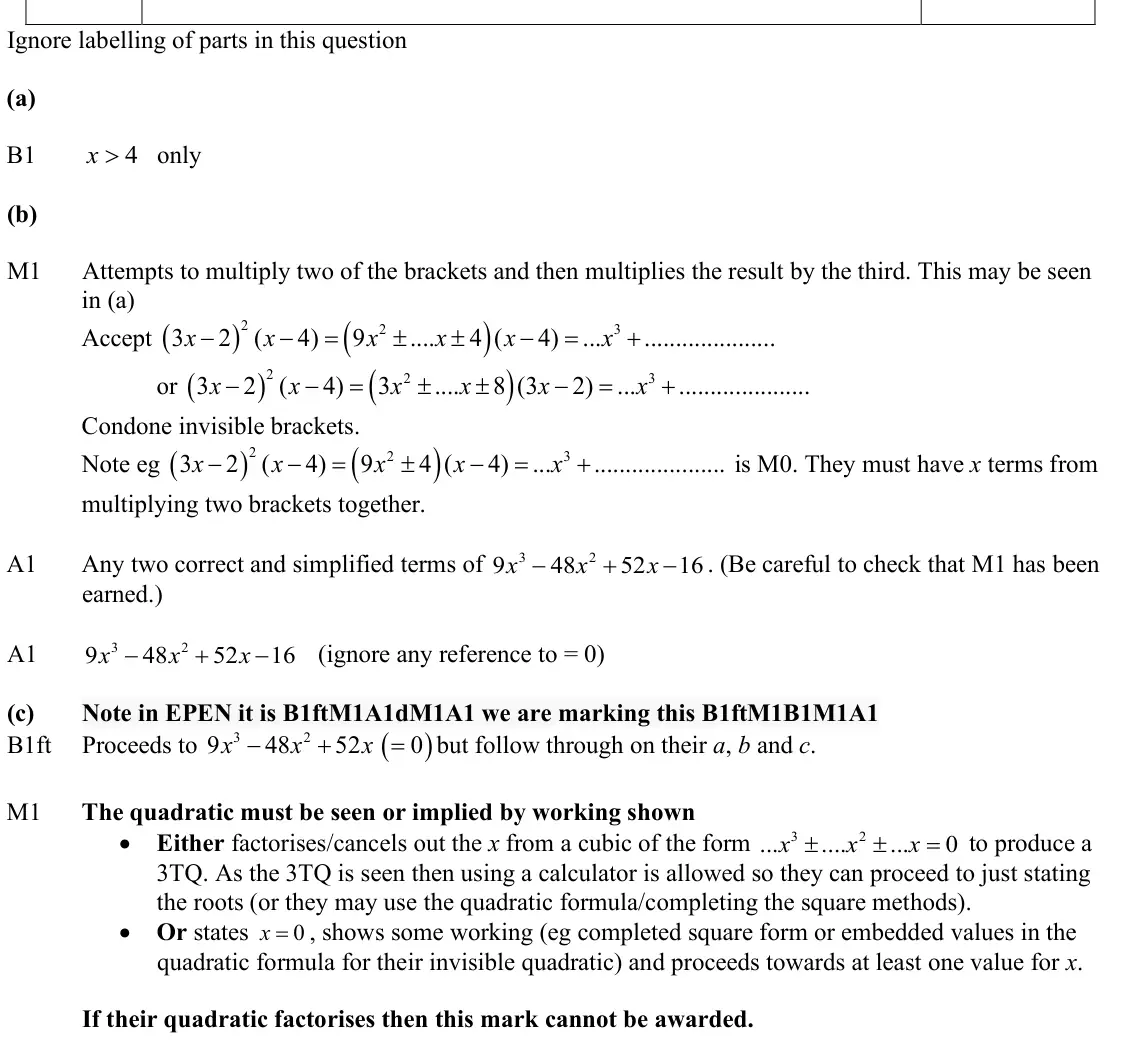 Ignore labelling of parts in this question
(a)
B1 x > 4 only
(b)
M1 Attempts to multiply two of the brackets and then multiplies the result by the third. This may be seen
in (a)
Accept (3x − 2)² (x − 4) = (9x² ± ....x ± 4)(x − 4) = ...x³ + .....................
or (3x − 2)² (x − 4) = (3x² ± ....x ± 8)(3x − 2) = ...x³ + .....................
Condone invisible brackets.
Note eg (3x − 2)² (x − 4) = (9x² ± 4)(x − 4) = ...x³ + ..................... is M0. They must have x terms from
multiplying two brackets together.
A1 Any two correct and simplified terms of 9x³ − 48x² + 52x − 16. (Be careful to check that M1 has been
earned.)
A1 9x³ − 48x² + 52x − 16 (ignore any reference to = 0)
(c) Note in EPEN it is B1ftM1A1dM1A1 we are marking this B1ftM1B1M1A1
B1ft Proceeds to 9x³ − 48x² + 52x (= 0) but follow through on their a, b and c.
M1 The quadratic must be seen or implied by working shown
• Either factorises/cancels out the x from a cubic of the form ...x³ ± ....x² ± ...x = 0 to produce a
3TQ. As the 3TQ is seen then using a calculator is allowed so they can proceed to just stating
the roots (or they may use the quadratic formula/completing the square methods).
• Or states x = 0, shows some working (eg completed square form or embedded values in the
quadratic formula for their invisible quadratic) and proceeds towards at least one value for x.
If their quadratic factorises then this mark cannot be awarded.